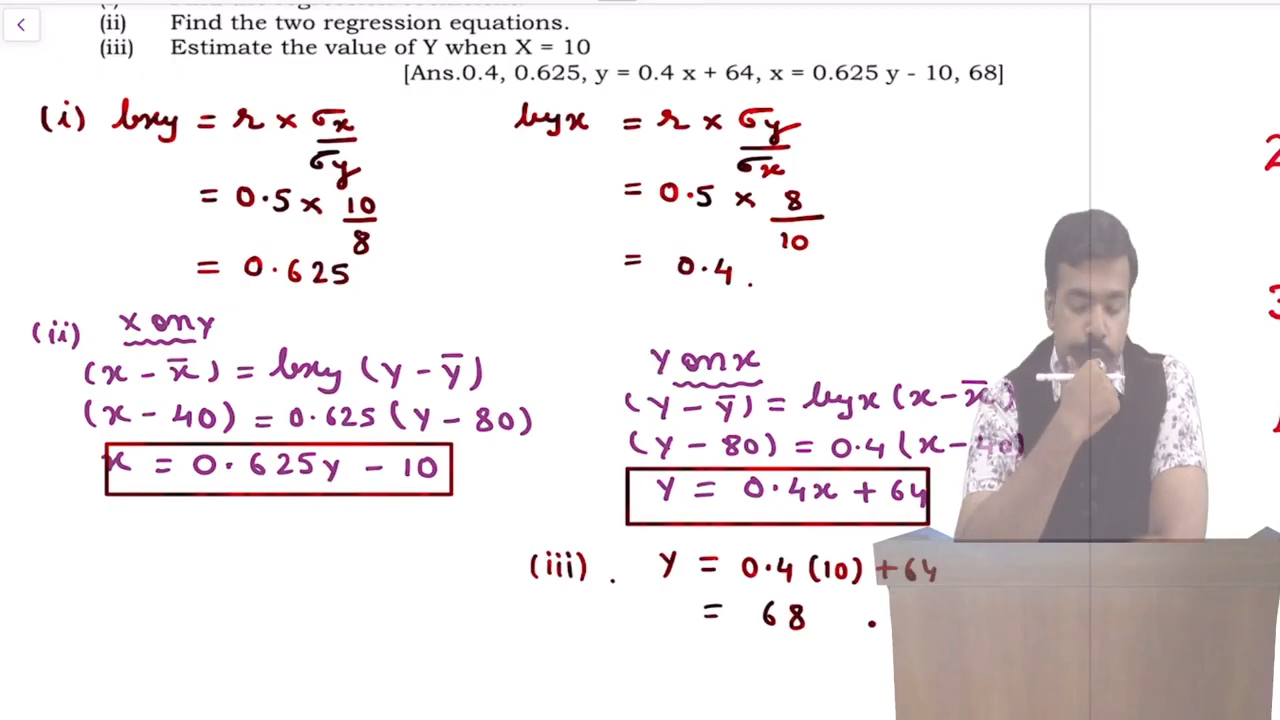 (ii) Find the two regression equations.
(iii) Estimate the value of Y when X = 10
[Ans.0.4, 0.625, y = 0.4 x + 64, x = 0.625 y - 10, 68]
(i) bxy = r × σx/σy
= 0.5 × 10/8
= 0.625
byx = r × σy/σx
= 0.5 × 8/10
= 0.4.
(ii) X on Y
(x - x̄) = bxy (y - ȳ)
(x - 40) = 0.625 (y - 80)
x = 0.625y - 10
Y on x
(y - ȳ) = byx (x - x̄)
(y - 80) = 0.4 (x - 40)
y = 0.4x + 64
(iii). y = 0.4 (10) + 64
= 68.
2
3